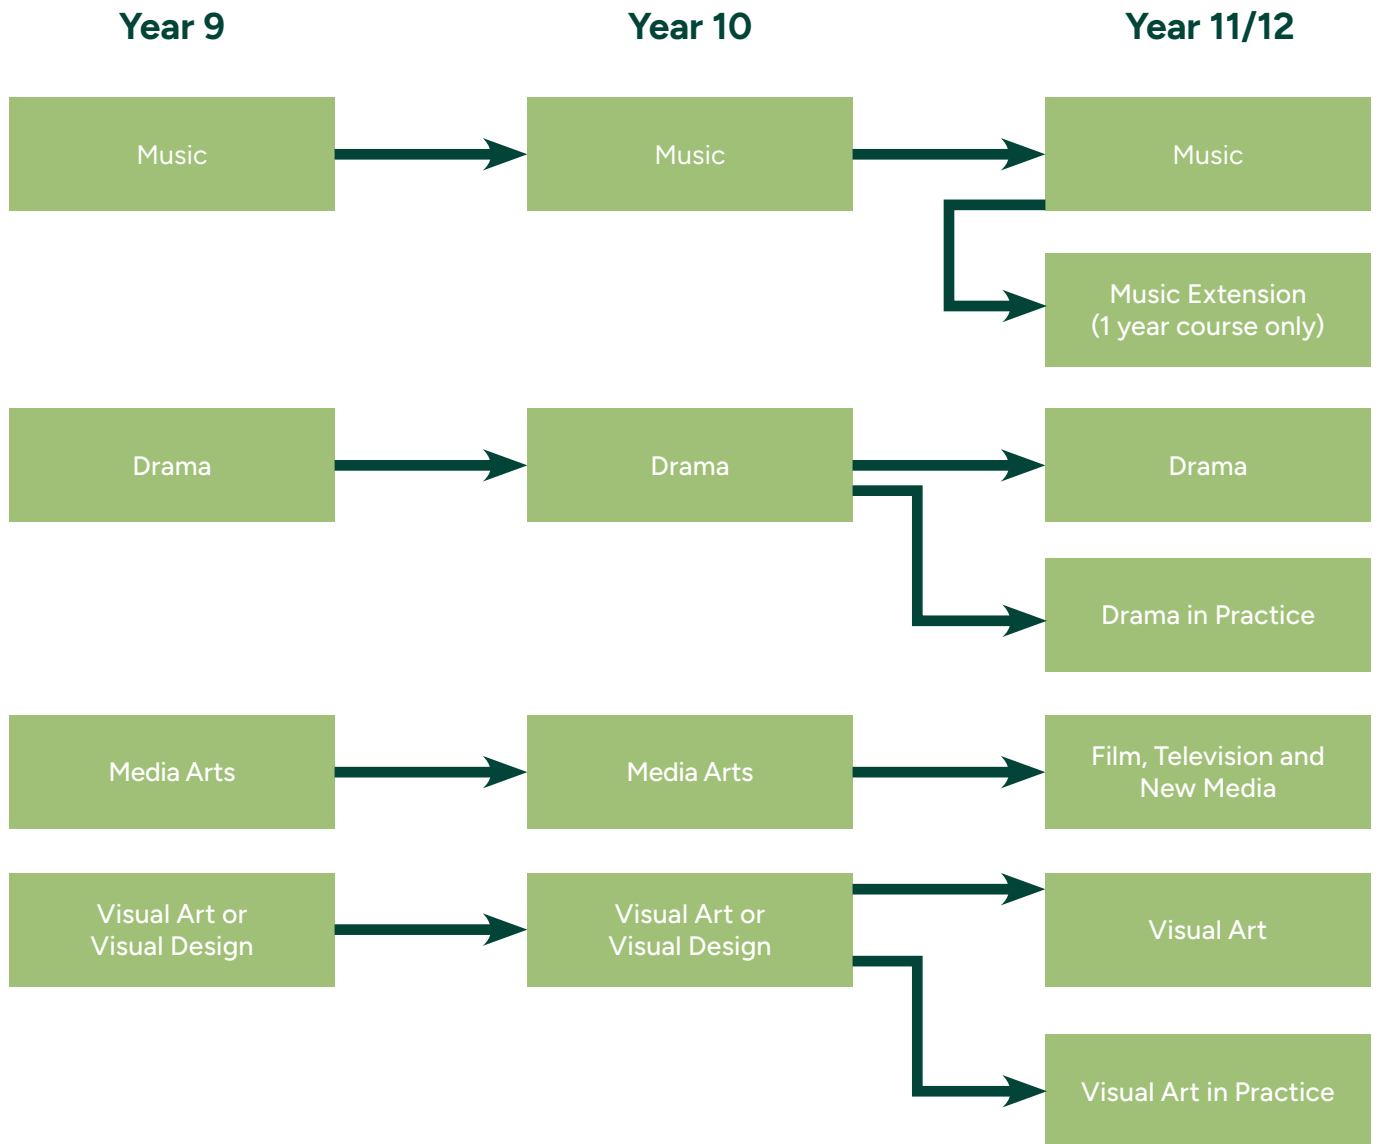 Year 9
Year 10
Year 11/12
Music
Music
Music
Music Extension
(1 year course only)
Drama
Drama
Drama
Drama in Practice
Media Arts
Media Arts
Film, Television and
New Media
Visual Art or
Visual Design
Visual Art or
Visual Design
Visual Art
Visual Art in Practice